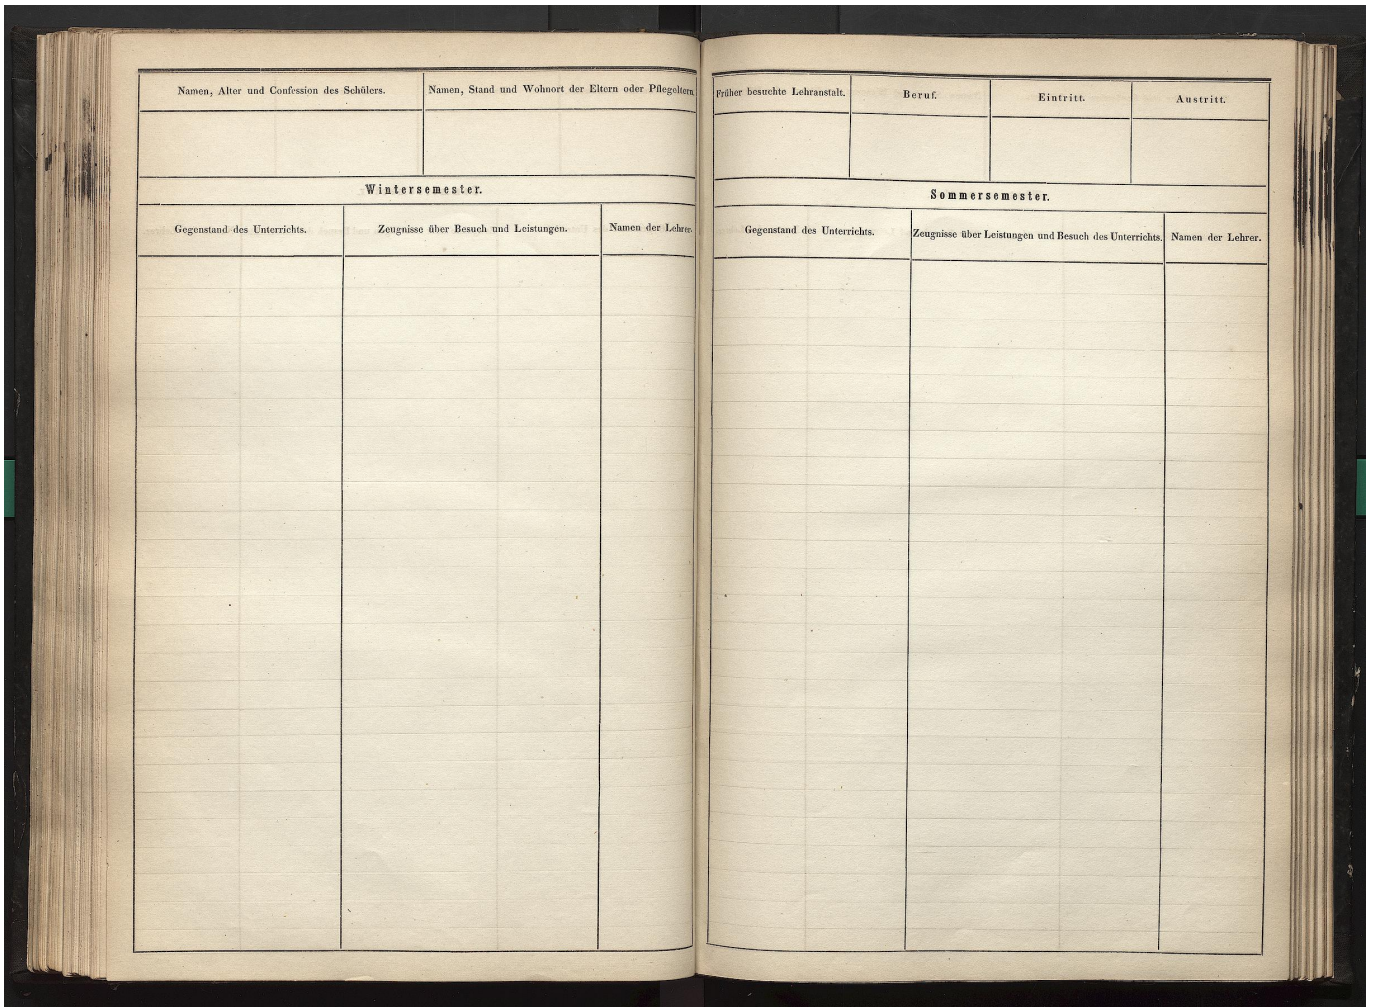 Namen, Alter und Confession des Schülers.
Namen, Stand und Wohnort der Eltern oder Pflegeltern.
Wintersemester.
Gegenstand des Unterrichts.
Zeugnisse über Besuch und Leistungen.
Namen der Lehrer.
Früher besuchte Lehranstalt.
Beruf.
Eintritt.
Austritt.
Sommersemester.
Gegenstand des Unterrichts.
Zeugnisse über Leistungen und Besuch des Unterrichts.
Namen der Lehrer.